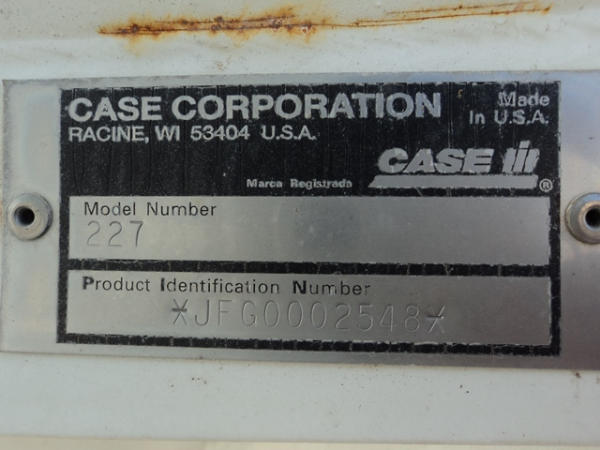 CASE CORPORATION
RACINE, WI 53404 U.S.A.
Made
In U.S.A.
CASE IH
Marca Registrada
®
Model Number
227
Product Identification Number
*JFG0002548*